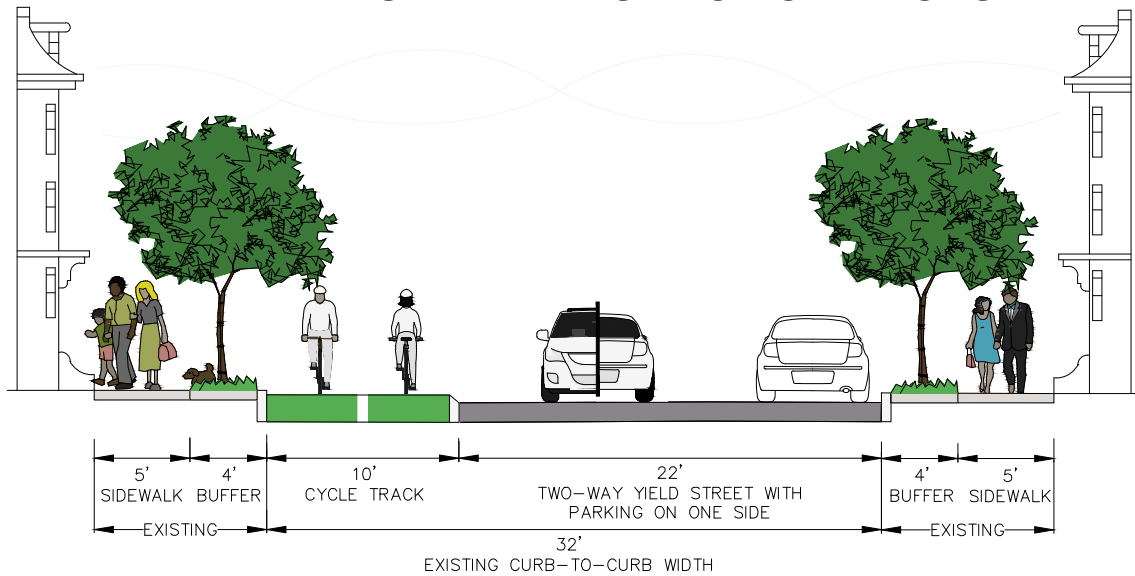 5' 4' 10' 22' 4' 5'
SIDEWALK BUFFER CYCLE TRACK TWO-WAY YIELD STREET WITH BUFFER SIDEWALK
PARKING ON ONE SIDE
EXISTING EXISTING
32'
EXISTING CURB-TO-CURB WIDTH